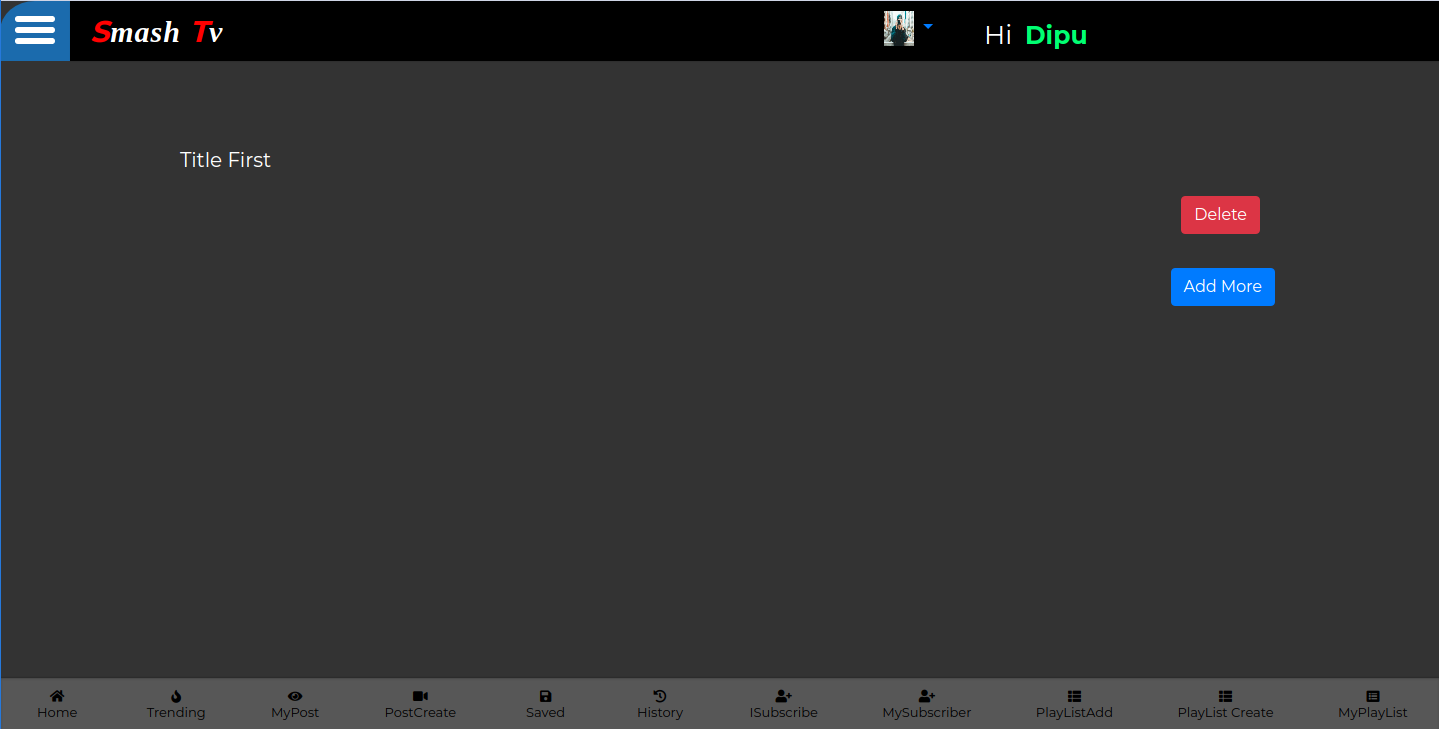 Smash Tv
Hi Dipu
Title First
Delete
Add More
Home Trending MyPost PostCreate Saved History ISubscribe MySubscriber PlayListAdd PlayList Create MyPlayList